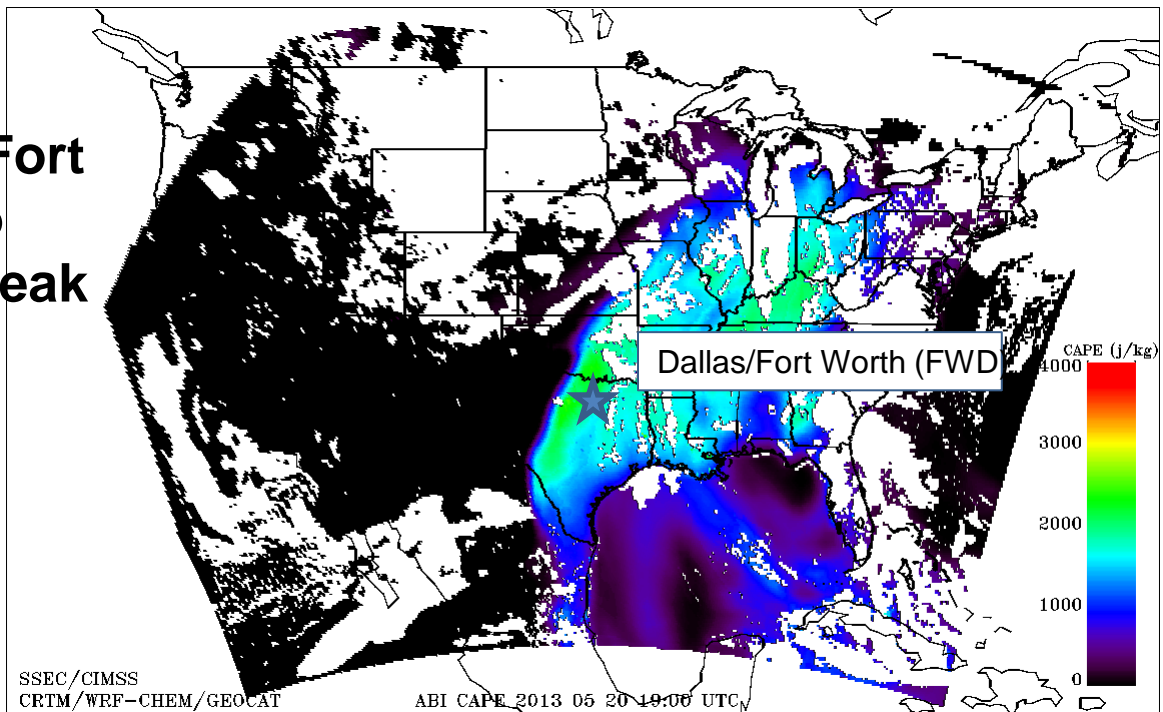 Fort
eak
Dallas/Fort Worth (FWD
CAPE (j/kg)
4000
3000
2000
1000
0
SSEC/CIMSS
CRTM/WRF-CHEM/GEOCAT
ABI CAPE 2013 05 20 19:00 UTC